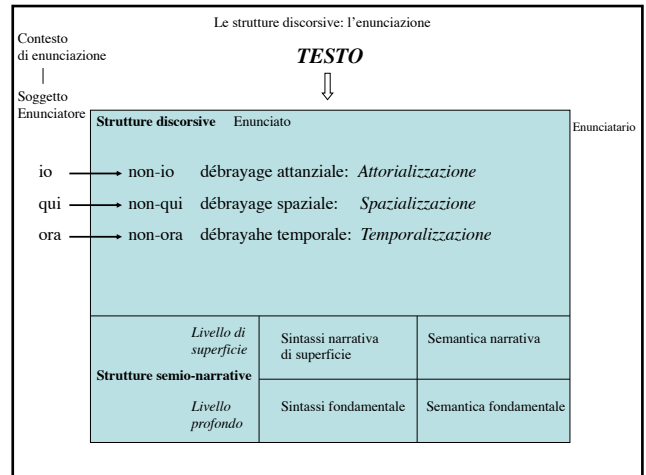 Le strutture discorsive: l'enunciazione
Contesto
di enunciazione
TESTO
Soggetto
Enunciatore
Strutture discorsive Enunciato
Enunciatario
io non-io débrayage attanziale: Attorializzazione
qui non-qui débrayage spaziale: Spazializzazione
ora non-ora débrayahe temporale: Temporalizzazione
Livello di
superficie
Sintassi narrativa
di superficie
Semantica narrativa
Strutture semio-narrative
Livello
profondo
Sintassi fondamentale
Semantica fondamentale